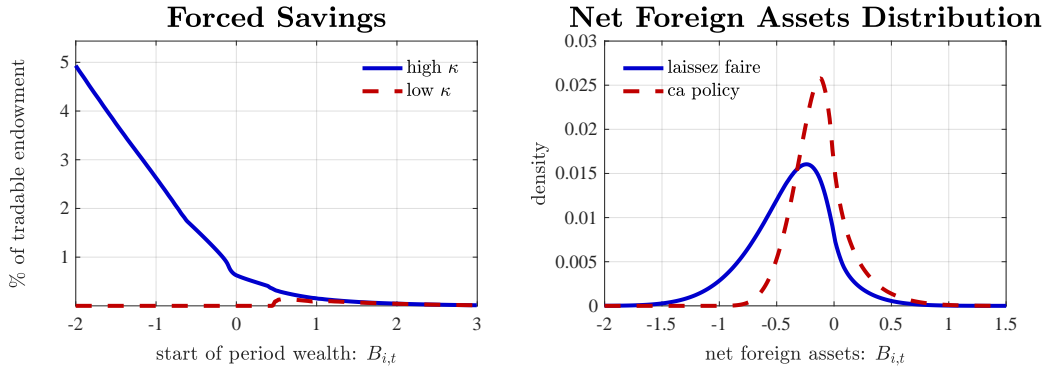 Forced Savings
% of tradable endowment
5
4
3
2
1
0
-2
-1
0
1
2
3
high κ
low κ
start of period wealth: B_{i,t}
Net Foreign Assets Distribution
density
0.03
0.025
0.02
0.015
0.01
0.005
0
-2
-1.5
-1
-0.5
0
0.5
1
1.5
laissez faire
ca policy
net foreign assets: B_{i,t}